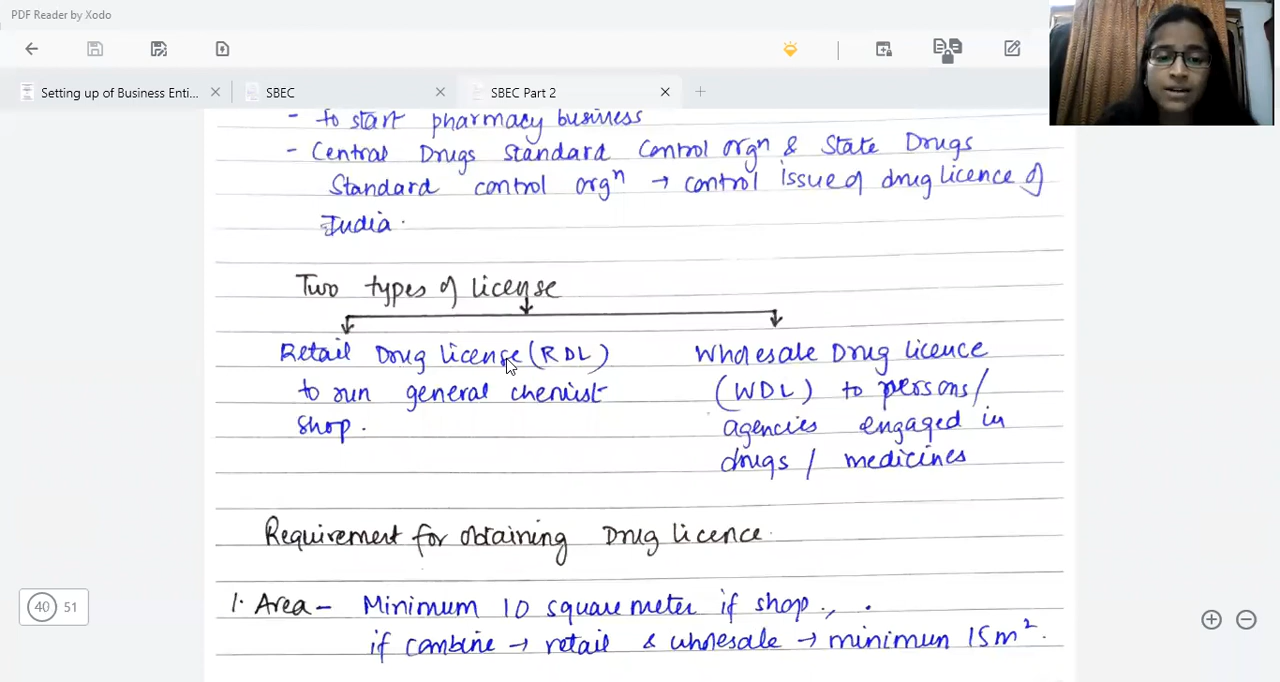 PDF Reader by Xodo
Setting up of Business Enti...
SBEC
SBEC Part 2
- to start pharmacy business
- Central Drugs Standard Control orgn & State Drugs
Standard control orgn → control issue of drug licence of
India.
Two types of license
Retail Drug license (RDL)
to run general chemist
shop.
Wholesale Drug licence
(WDL) to persons/
agencies engaged in
drugs / medicines
Requirement for obtaining Drug licence.
1. Area - Minimum 10 square meter if shop.,
if combine → retail & wholesale → minimum 15m².
40 51